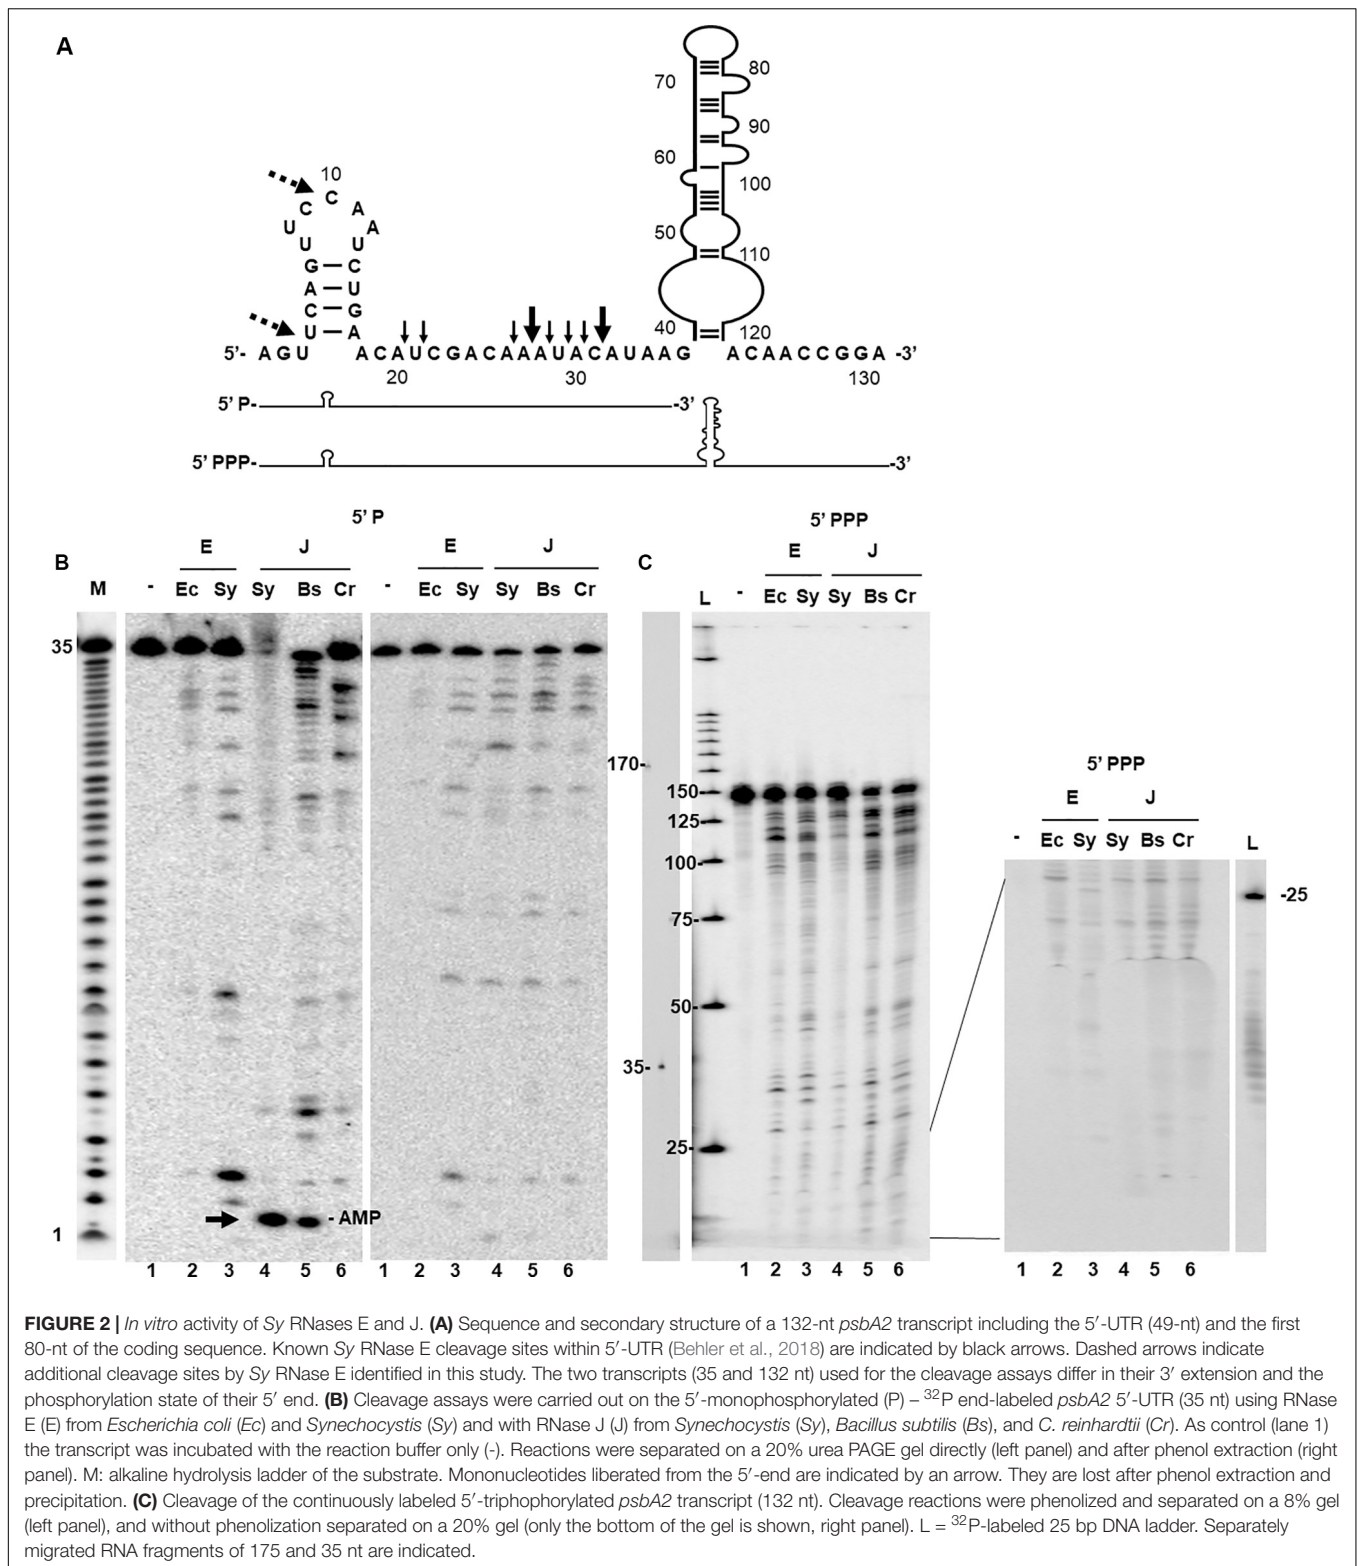 A
10
C
C
A
U
A
U
U
G C
A U
C G
U A
70
80
90
60
100
50
110
40
120
5'- A G U
A C A U C G A C A A A U A C A U A A G
A C A A C C G G A -3'
20
30
130
5' P-
-3'
5' PPP-
-3'
5' P
B
E
J
E
J
M
-
Ec
Sy
Sy
Bs
Cr
-
Ec
Sy
Sy
Bs
Cr
35
1
- AMP
1 2 3 4 5 6
1 2 3 4 5 6
5' PPP
C
E
J
L
-
Ec
Sy
Sy
Bs
Cr
170-
150-
125-
100-
75-
50-
35-
25-
1 2 3 4 5 6
5' PPP
E
J
-
Ec
Sy
Sy
Bs
Cr
L
-25
1 2 3 4 5 6
FIGURE 2 | In vitro activity of Sy RNases E and J. (A) Sequence and secondary structure of a 132-nt psbA2 transcript including the 5′-UTR (49-nt) and the first
80-nt of the coding sequence. Known Sy RNase E cleavage sites within 5′-UTR (Behler et al., 2018) are indicated by black arrows. Dashed arrows indicate
additional cleavage sites by Sy RNase E identified in this study. The two transcripts (35 and 132 nt) used for the cleavage assays differ in their 3′ extension and the
phosphorylation state of their 5′ end. (B) Cleavage assays were carried out on the 5′-monophosphorylated (P) – ³²P end-labeled psbA2 5′-UTR (35 nt) using RNase
E (E) from Escherichia coli (Ec) and Synechocystis (Sy) and with RNase J (J) from Synechocystis (Sy), Bacillus subtilis (Bs), and C. reinhardtii (Cr). As control (lane 1)
the transcript was incubated with the reaction buffer only (-). Reactions were separated on a 20% urea PAGE gel directly (left panel) and after phenol extraction (right
panel). M: alkaline hydrolysis ladder of the substrate. Mononucleotides liberated from the 5′-end are indicated by an arrow. They are lost after phenol extraction and
precipitation. (C) Cleavage of the continuously labeled 5′-triphophorylated psbA2 transcript (132 nt). Cleavage reactions were phenolized and separated on a 8% gel
(left panel), and without phenolization separated on a 20% gel (only the bottom of the gel is shown, right panel). L = ³²P-labeled 25 bp DNA ladder. Separately
migrated RNA fragments of 175 and 35 nt are indicated.